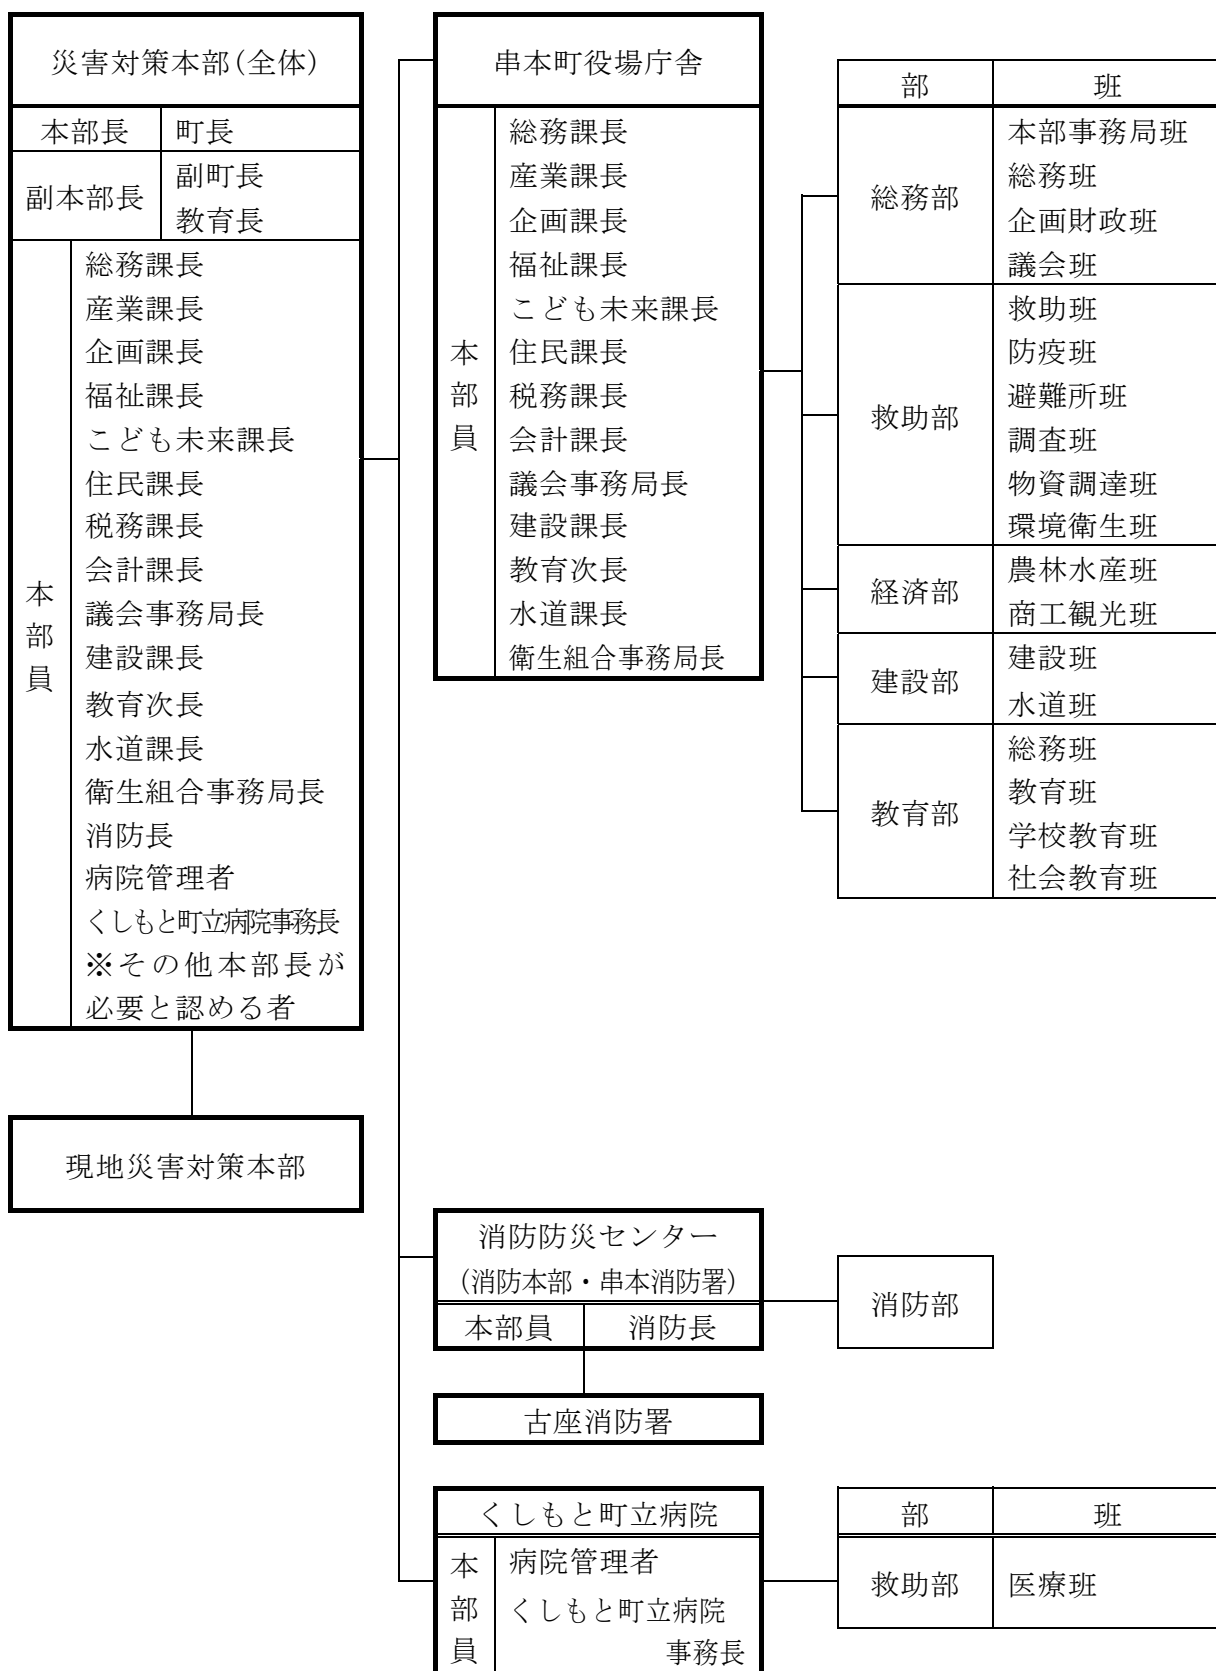 災害対策本部(全体)
本部長 町長
副本部長 副町長
教育長
本部員
総務課長
産業課長
企画課長
福祉課長
こども未来課長
住民課長
税務課長
会計課長
議会事務局長
建設課長
教育次長
水道課長
衛生組合事務局長
消防長
病院管理者
くしもと町立病院事務長
※その他本部長が
必要と認める者
現地災害対策本部
串本町役場庁舎
本部員
総務課長
産業課長
企画課長
福祉課長
こども未来課長
住民課長
税務課長
会計課長
議会事務局長
建設課長
教育次長
水道課長
衛生組合事務局長
部 班
総務部
本部事務局班
総務班
企画財政班
議会班
救助部
救助班
防疫班
避難所班
調査班
物資調達班
環境衛生班
経済部
農林水産班
商工観光班
建設部
建設班
水道班
教育部
総務班
教育班
学校教育班
社会教育班
消防防災センター
(消防本部・串本消防署)
本部員 消防長
消防部
古座消防署
くしもと町立病院
本部員
病院管理者
くしもと町立病院
事務長
部 班
救助部 医療班